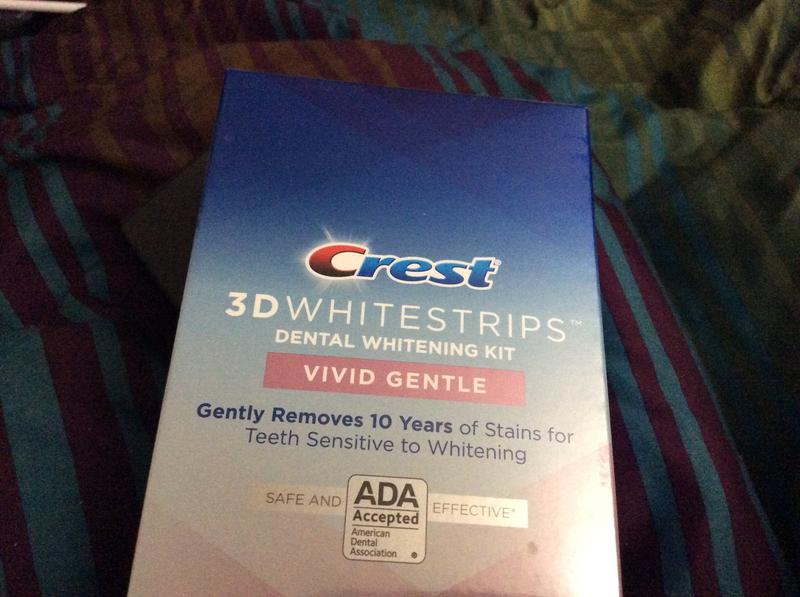 Crest®
3D WHITESTRIPS™
DENTAL WHITENING KIT
VIVID GENTLE
Gently Removes 10 Years of Stains for
Teeth Sensitive to Whitening
SAFE AND EFFECTIVE*
ADA
Accepted
American
Dental
Association ®